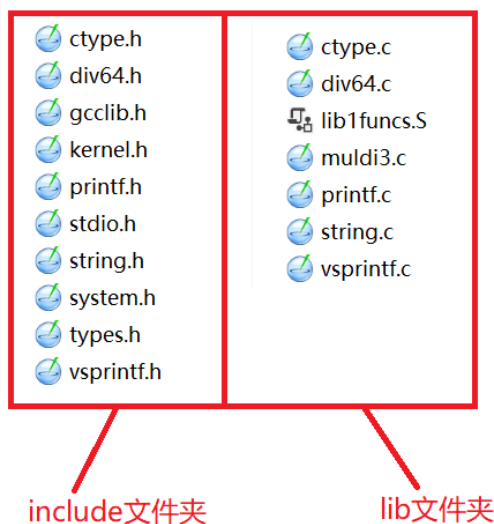 ctype.h
div64.h
gcclib.h
kernel.h
printf.h
stdio.h
string.h
system.h
types.h
vsprintf.h
ctype.c
div64.c
lib1funcs.S
muldi3.c
printf.c
string.c
vsprintf.c
include文件夹
lib文件夹